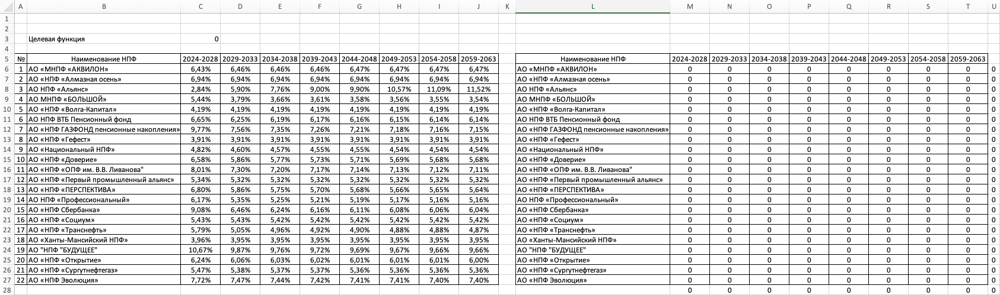 A B C D E F G H I J K L M N O P Q R S T U
1
2
3 Целевая функция 0
4
5 № Наименование НПФ 2024-2028 2029-2033 2034-2038 2039-2043 2044-2048 2049-2053 2054-2058 2059-2063 Наименование НПФ 2024-2028 2029-2033 2034-2038 2039-2043 2044-2048 2049-2053 2054-2058 2059-2063
6 1 АО «МНПФ «АКВИЛОН» 6,43% 6,46% 6,46% 6,46% 6,47% 6,47% 6,47% 6,47% АО «МНПФ «АКВИЛОН» 0 0 0 0 0 0 0 0 0
7 2 АО «НПФ «Алмазная осень» 6,94% 6,94% 6,94% 6,94% 6,94% 6,94% 6,94% 6,94% АО «НПФ «Алмазная осень» 0 0 0 0 0 0 0 0 0
8 3 АО НПФ «Альянс» 2,84% 5,90% 7,76% 9,00% 9,90% 10,57% 11,09% 11,52% АО НПФ «Альянс» 0 0 0 0 0 0 0 0 0
9 4 АО МНПФ «БОЛЬШОЙ» 5,44% 3,79% 3,66% 3,61% 3,58% 3,56% 3,55% 3,54% АО МНПФ «БОЛЬШОЙ» 0 0 0 0 0 0 0 0 0
10 5 АО «НПФ «Волга-Капитал» 4,19% 4,19% 4,19% 4,19% 4,19% 4,19% 4,19% 4,19% АО «НПФ «Волга-Капитал» 0 0 0 0 0 0 0 0 0
11 6 АО НПФ ВТБ Пенсионный фонд 6,65% 6,25% 6,19% 6,17% 6,16% 6,15% 6,14% 6,14% АО НПФ ВТБ Пенсионный фонд 0 0 0 0 0 0 0 0 0
12 7 АО «НПФ ГАЗФОНД пенсионные накопления» 9,77% 7,56% 7,35% 7,26% 7,21% 7,18% 7,16% 7,15% АО «НПФ ГАЗФОНД пенсионные накопления» 0 0 0 0 0 0 0 0 0
13 8 АО «НПФ «Гефест» 3,91% 3,91% 3,91% 3,91% 3,91% 3,91% 3,91% 3,91% АО «НПФ «Гефест» 0 0 0 0 0 0 0 0 0
14 9 АО «Национальный НПФ» 4,82% 4,60% 4,57% 4,55% 4,55% 4,54% 4,54% 4,54% АО «Национальный НПФ» 0 0 0 0 0 0 0 0 0
15 10 АО «НПФ «Доверие» 6,58% 5,86% 5,77% 5,73% 5,71% 5,69% 5,68% 5,68% АО «НПФ «Доверие» 0 0 0 0 0 0 0 0 0
16 11 АО «НПФ «ОПФ им. В.В. Ливанова" 8,01% 7,30% 7,20% 7,17% 7,14% 7,13% 7,12% 7,11% АО «НПФ «ОПФ им. В.В. Ливанова" 0 0 0 0 0 0 0 0 0
17 12 АО «НПФ «Первый промышленный альянс» 5,34% 5,32% 5,32% 5,32% 5,32% 5,32% 5,32% 5,32% АО «НПФ «Первый промышленный альянс» 0 0 0 0 0 0 0 0 0
18 13 АО «НПФ «ПЕРСПЕКТИВА» 6,80% 5,86% 5,75% 5,70% 5,68% 5,66% 5,65% 5,64% АО «НПФ «ПЕРСПЕКТИВА» 0 0 0 0 0 0 0 0 0
19 14 АО НПФ «Профессиональный» 6,17% 5,35% 5,25% 5,21% 5,19% 5,17% 5,16% 5,16% АО НПФ «Профессиональный» 0 0 0 0 0 0 0 0 0
20 15 АО «НПФ Сбербанка» 9,08% 6,46% 6,24% 6,16% 6,11% 6,08% 6,06% 6,04% АО «НПФ Сбербанка» 0 0 0 0 0 0 0 0 0
21 16 АО «НПФ «Социум» 5,43% 5,43% 5,42% 5,42% 5,42% 5,42% 5,42% 5,42% АО «НПФ «Социум» 0 0 0 0 0 0 0 0 0
22 17 АО «НПФ «Транснефть» 5,79% 5,05% 4,96% 4,92% 4,90% 4,88% 4,88% 4,87% АО «НПФ «Транснефть» 0 0 0 0 0 0 0 0 0
23 18 АО «Ханты-Мансийский НПФ» 3,96% 3,95% 3,95% 3,95% 3,95% 3,95% 3,95% 3,95% АО «Ханты-Мансийский НПФ» 0 0 0 0 0 0 0 0 0
24 19 АО "НПФ "БУДУЩЕЕ" 10,67% 9,87% 9,76% 9,72% 9,69% 9,67% 9,66% 9,66% АО "НПФ "БУДУЩЕЕ" 0 0 0 0 0 0 0 0 0
25 20 АО «НПФ «Открытие» 6,24% 6,06% 6,03% 6,02% 6,01% 6,01% 6,01% 6,00% АО «НПФ «Открытие» 0 0 0 0 0 0 0 0 0
26 21 АО «НПФ «Сургутнефтегаз» 5,47% 5,38% 5,37% 5,37% 5,36% 5,36% 5,36% 5,36% АО «НПФ «Сургутнефтегаз» 0 0 0 0 0 0 0 0 0
27 22 АО «НПФ Эволюция» 7,72% 7,47% 7,44% 7,42% 7,41% 7,41% 7,40% 7,40% АО «НПФ Эволюция» 0 0 0 0 0 0 0 0 0
28 0 0 0 0 0 0 0 0 0